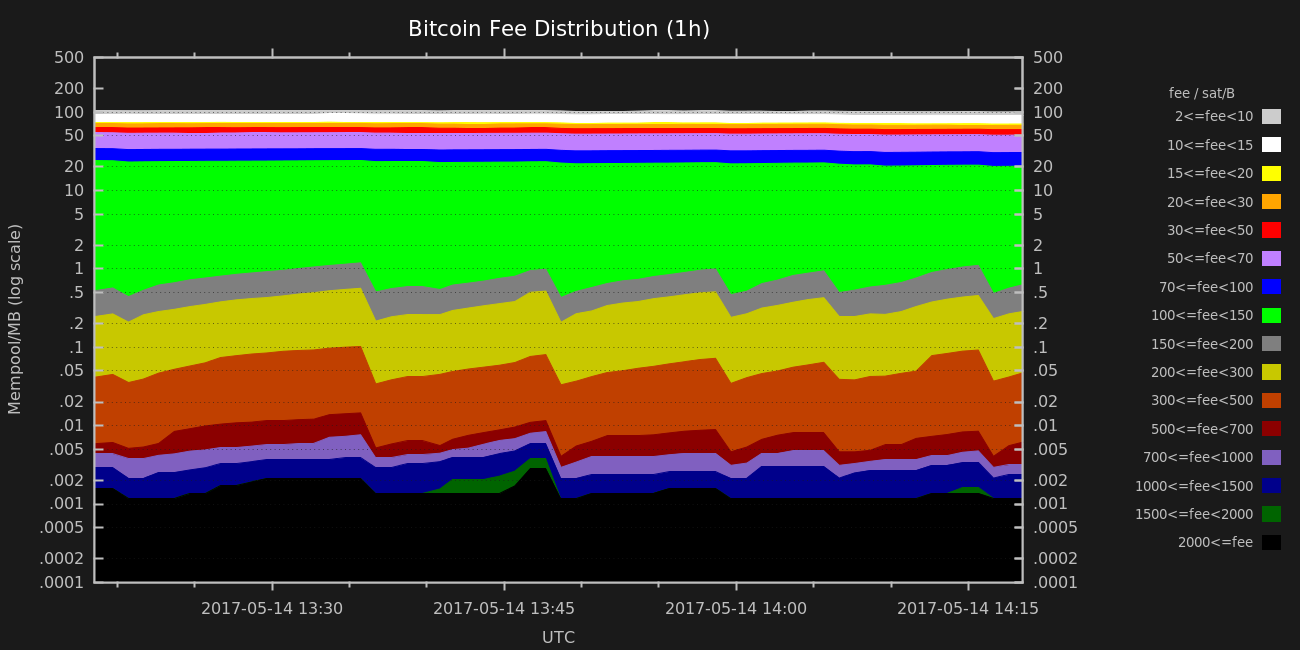 Bitcoin Fee Distribution (1h)
Mempool/MB (log scale)
500
200
100
50
20
10
5
2
1
.5
.2
.1
.05
.02
.01
.005
.002
.001
.0005
.0002
.0001
500
200
100
50
20
10
5
2
1
.5
.2
.1
.05
.02
.01
.005
.002
.001
.0005
.0002
.0001
2017-05-14 13:30
2017-05-14 13:45
2017-05-14 14:00
2017-05-14 14:15
UTC
fee / sat/B
2<=fee<10
10<=fee<15
15<=fee<20
20<=fee<30
30<=fee<50
50<=fee<70
70<=fee<100
100<=fee<150
150<=fee<200
200<=fee<300
300<=fee<500
500<=fee<700
700<=fee<1000
1000<=fee<1500
1500<=fee<2000
2000<=fee